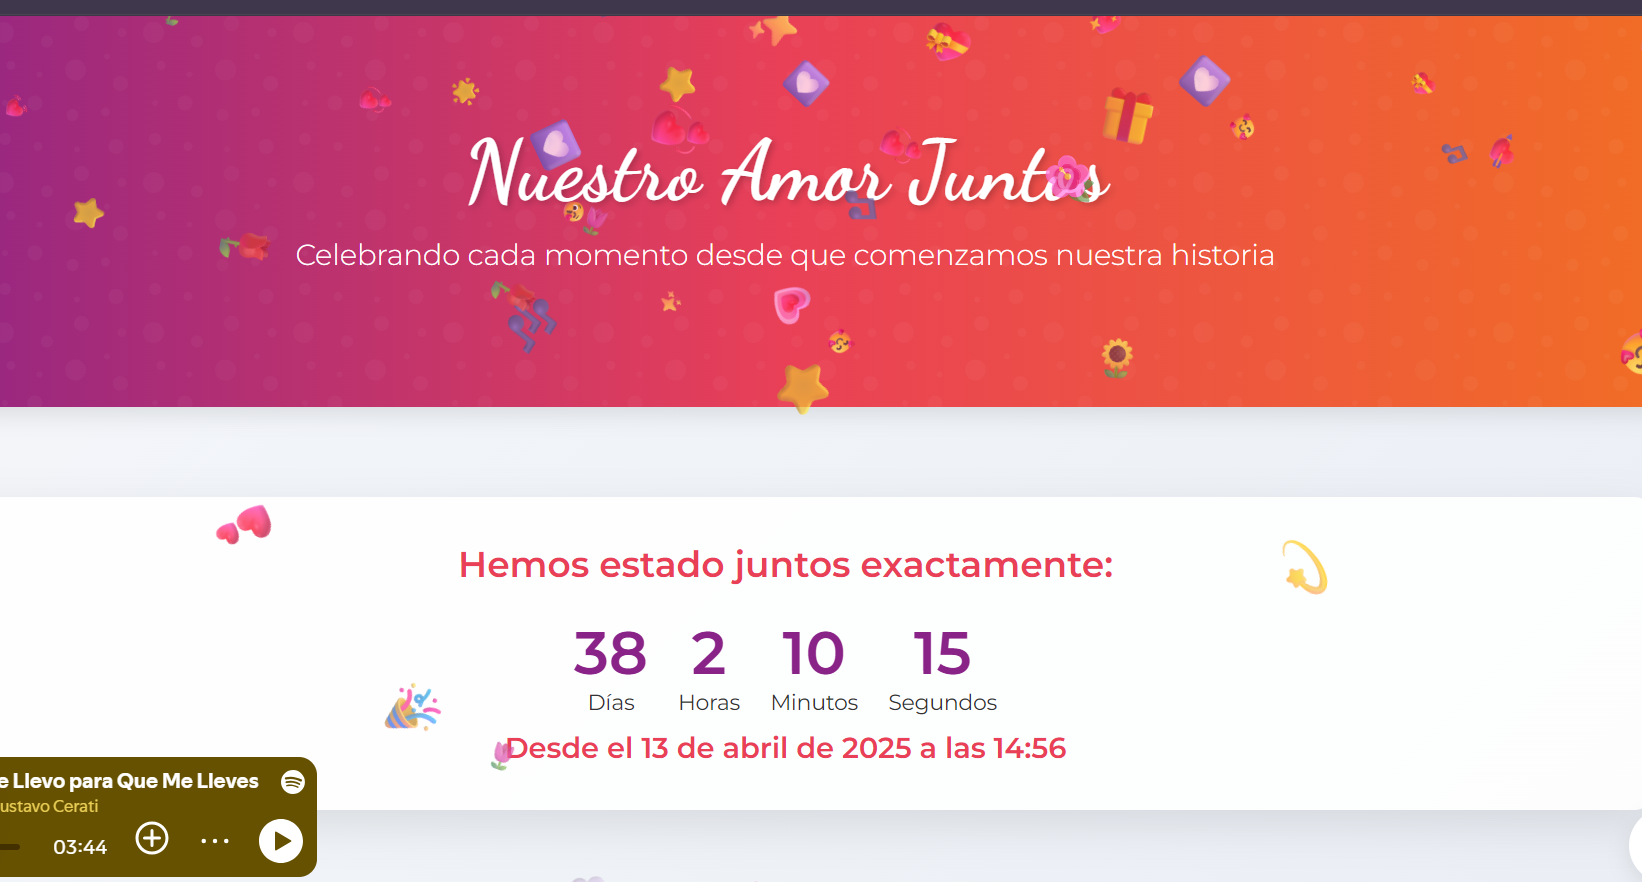 Nuestro Amor Juntos
Celebrando cada momento desde que comenzamos nuestra historia
Hemos estado juntos exactamente:
38 2 10 15
Días Horas Minutos Segundos
Desde el 13 de abril de 2025 a las 14:56
Llevo para Que Me Lleves
Cerati
03:44